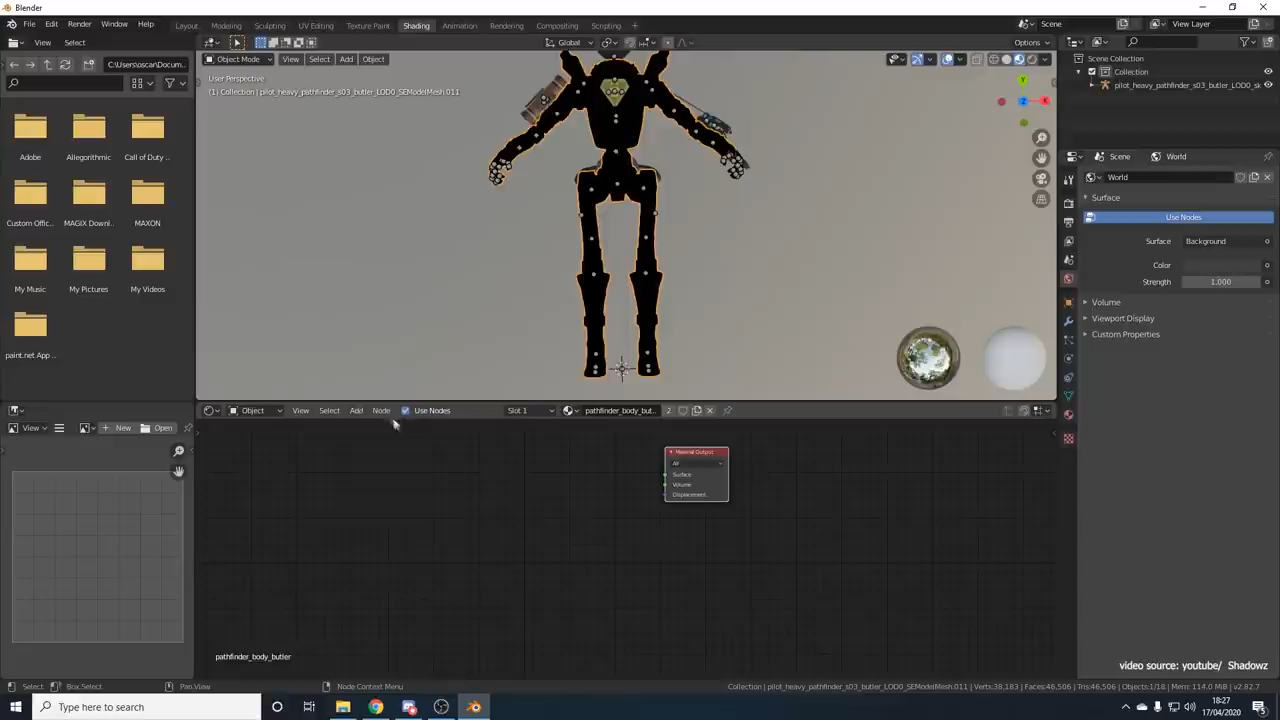 Blender
File Edit Render Window Help
Layout Modeling Sculpting UV Editing Texture Paint Shading Animation Rendering Compositing Scripting +
Scene
View Layer
View Select
Global
Options
C:\Users\oscar\Docum..
Object Mode View Select Add Object
User Perspective
(1) Collection | pilot_heavy_pathfinder_s03_butler_LOD0_SEModelMesh.011
Adobe
Allegorithmic
Call of Duty ..
Custom Offic...
MAGIX Downl..
MAXON
My Music
My Pictures
My Videos
paint.net App ..
Y
Z
X
Scene Collection
Collection
pilot_heavy_pathfinder_s03_butler_LOD0_sk
Scene
World
World
Surface
Use Nodes
Surface
Background
Color
Strength
1.000
Volume
Viewport Display
Custom Properties
View
New
Open
Object View Select Add Node Use Nodes Slot 1 pathfinder_body_but.. 2
Material Output
All
Surface
Volume
Displacement
pathfinder_body_butler
video source: youtube/ Shadowz
Select
Box Select
Pan View
Node Context Menu
Collection | pilot_heavy_pathfinder_s03_butler_LOD0_SEModelMesh.011 | Verts:38,183 | Faces:46,506 | Tris:46,506 | Objects:1/18 | Mem: 114.0 MiB | v2.82.7
Type here to search
18:27
17/04/2020